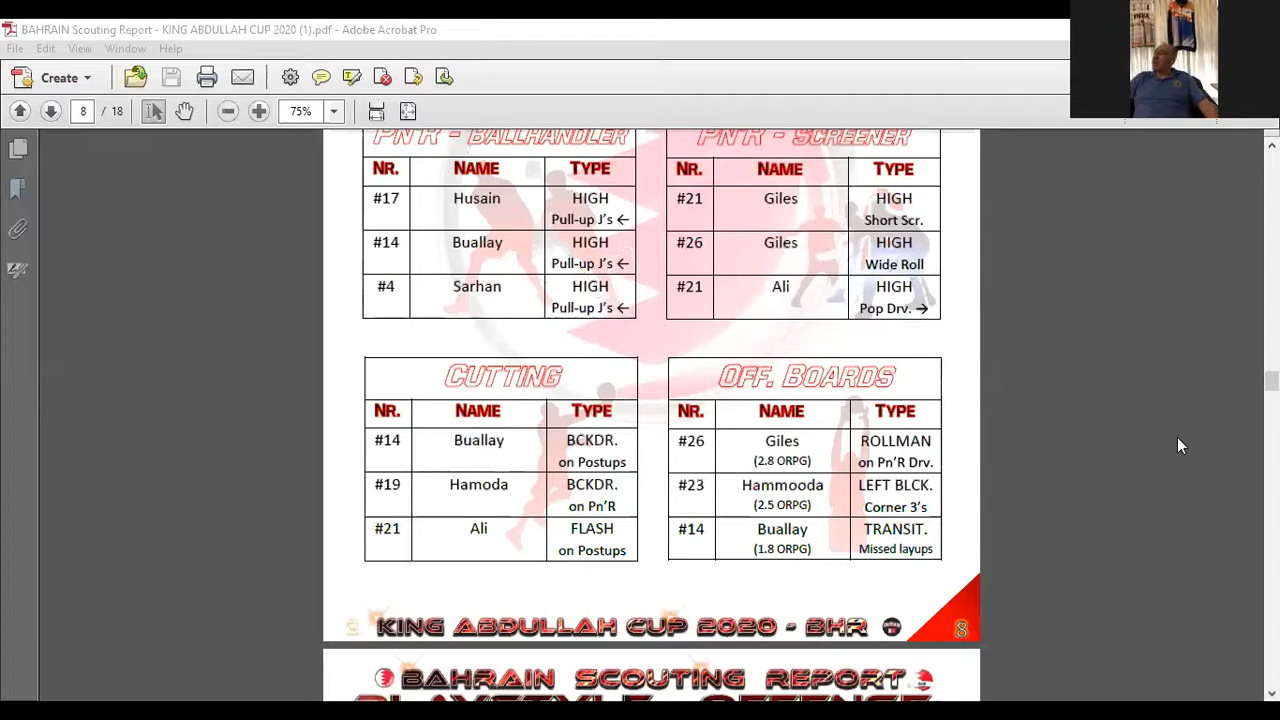 BAHRAIN Scouting Report - KING ABDULLAH CUP 2020 (1).pdf - Adobe Acrobat Pro
File Edit View Window Help
Create
8 / 18 75%
PN'R - BALLHANDLER
NR. NAME TYPE
#17 Husain HIGH
Pull-up J's ←
#14 Buallay HIGH
Pull-up J's ←
#4 Sarhan HIGH
Pull-up J's ←
PN'R - SCREENER
NR. NAME TYPE
#21 Giles HIGH
Short Scr.
#26 Giles HIGH
Wide Roll
#21 Ali HIGH
Pop Drv. →
CUTTING
NR. NAME TYPE
#14 Buallay BCKDR.
on Postups
#19 Hamoda BCKDR.
on Pn'R
#21 Ali FLASH
on Postups
OFF. BOARDS
NR. NAME TYPE
#26 Giles ROLLMAN
(2.8 ORPG) on Pn'R Drv.
#23 Hammooda LEFT BLCK.
(2.5 ORPG) Corner 3's
#14 Buallay TRANSIT.
(1.8 ORPG) Missed layups
KING ABDULLAH CUP 2020 - BHR
8
BAHRAIN SCOUTING REPORT
PLAYSTYLE - OFFENSE